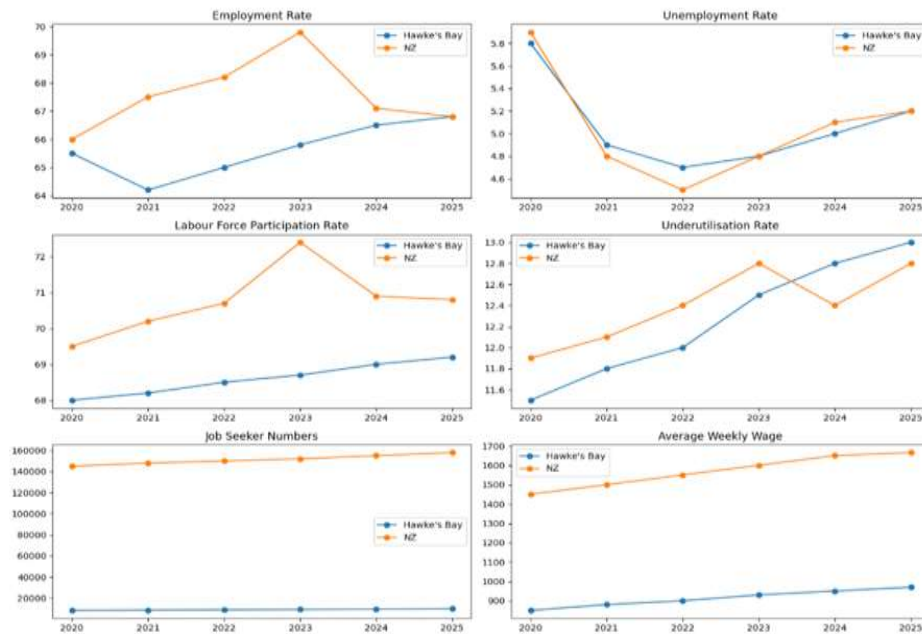 Employment Rate
70
69
68
67
66
65
64
2020 2021 2022 2023 2024 2025
Hawke's Bay
NZ
Unemployment Rate
5.8
5.6
5.4
5.2
5.0
4.8
4.6
2020 2021 2022 2023 2024 2025
Hawke's Bay
NZ
Labour Force Participation Rate
72
71
70
69
68
2020 2021 2022 2023 2024 2025
Hawke's Bay
NZ
Underutilisation Rate
13.0
12.8
12.6
12.4
12.2
12.0
11.8
11.6
2020 2021 2022 2023 2024 2025
Hawke's Bay
NZ
Job Seeker Numbers
160000
140000
120000
100000
80000
60000
40000
20000
2020 2021 2022 2023 2024 2025
Hawke's Bay
NZ
Average Weekly Wage
1700
1600
1500
1400
1300
1200
1100
1000
900
2020 2021 2022 2023 2024 2025
Hawke's Bay
NZ